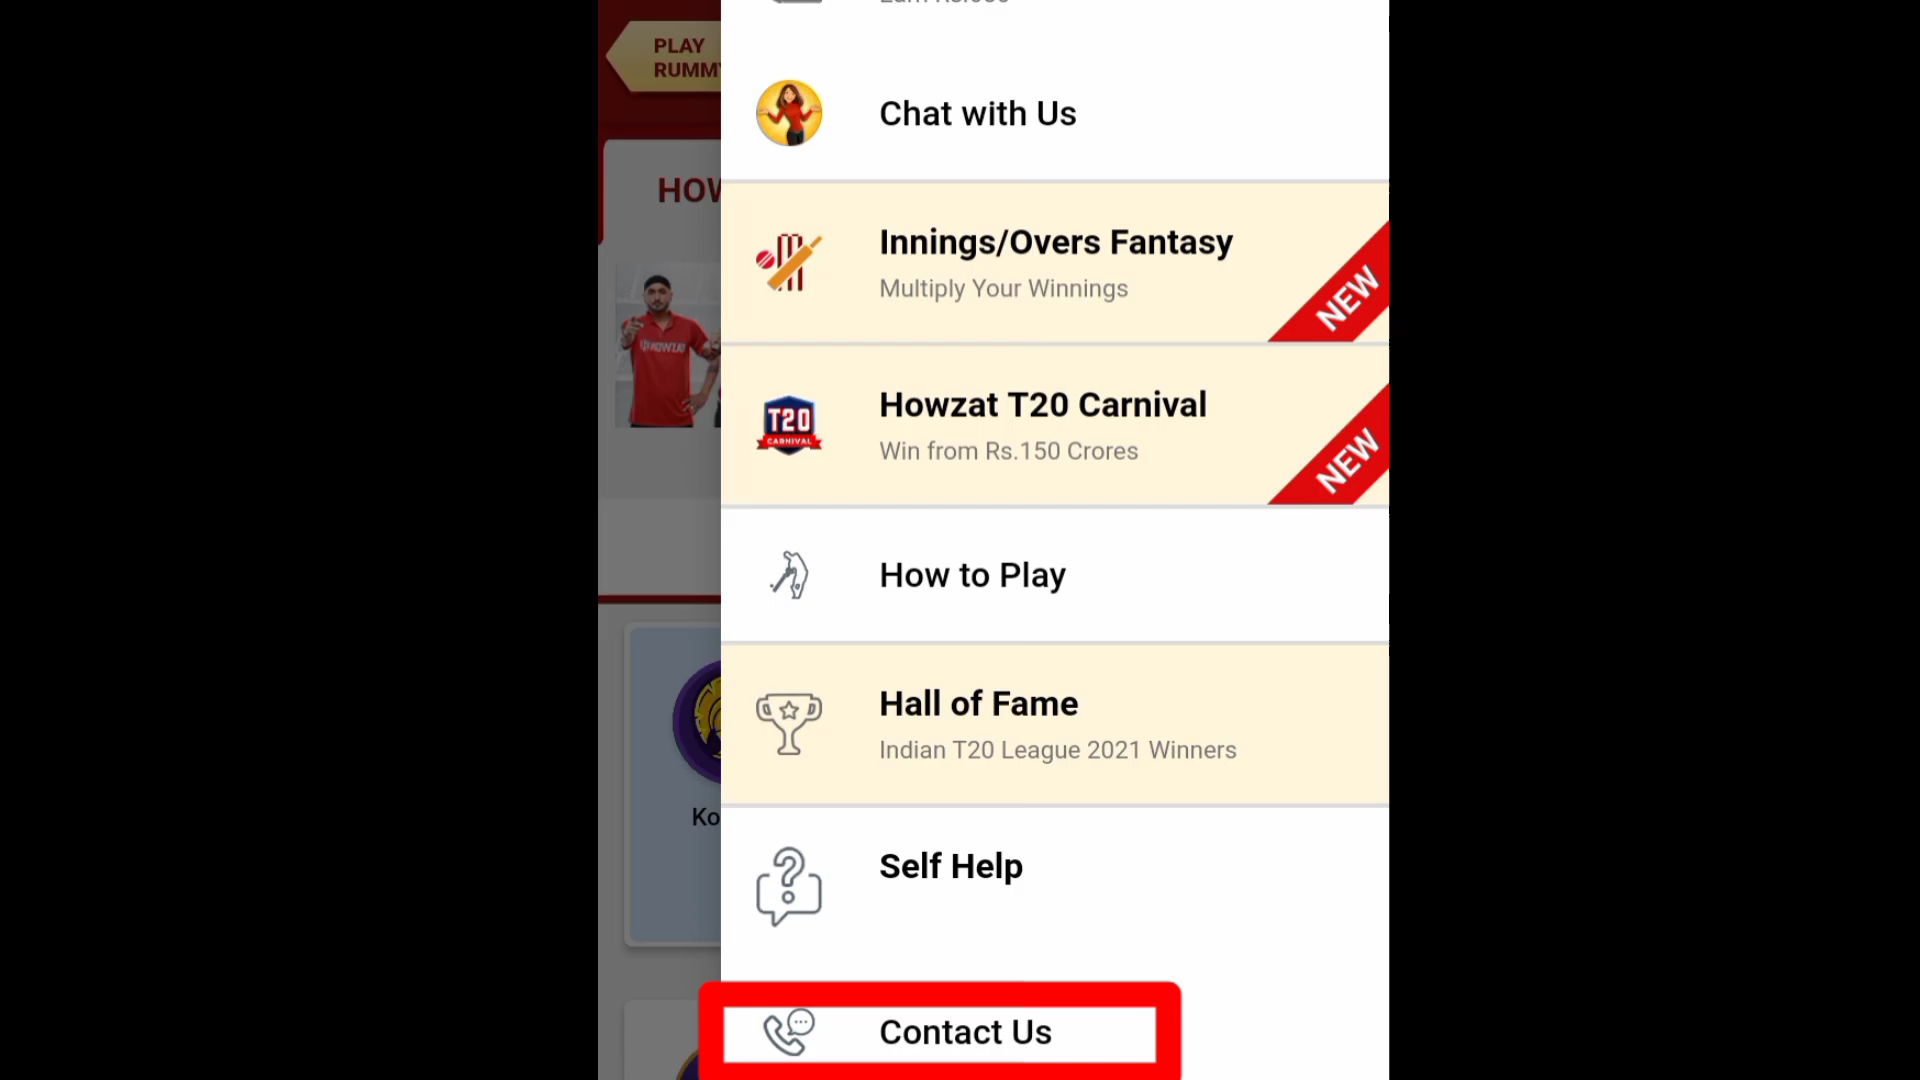 PLAY
RUMMY
Chat with Us
HOW
Innings/Overs Fantasy
Multiply Your Winnings
NEW
HOWZAT
Howzat T20 Carnival
Win from Rs.150 Crores
NEW
T20
CARNIVAL
How to Play
Hall of Fame
Indian T20 League 2021 Winners
Ko
Self Help
Contact Us